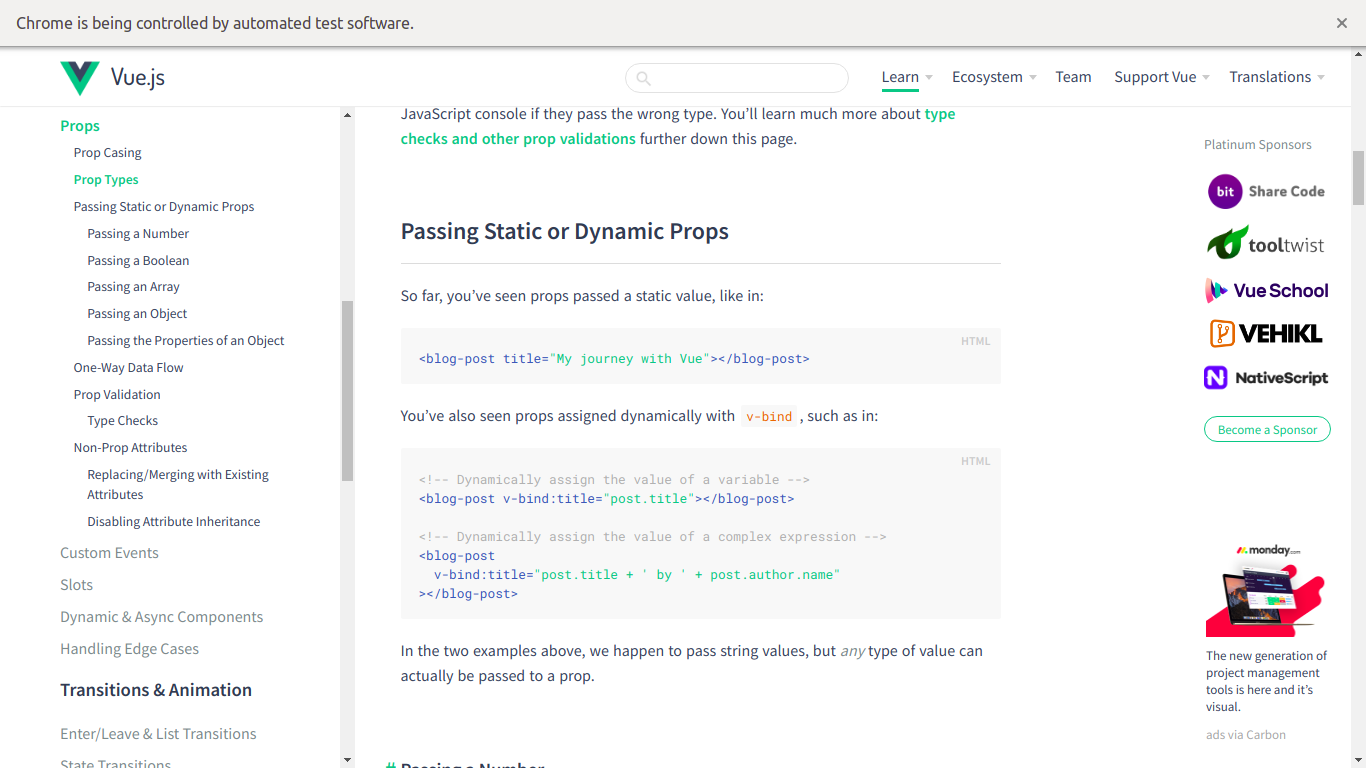 Chrome is being controlled by automated test software.
Vue.js
Learn
Ecosystem
Team
Support Vue
Translations
Props
Prop Casing
Prop Types
Passing Static or Dynamic Props
Passing a Number
Passing a Boolean
Passing an Array
Passing an Object
Passing the Properties of an Object
One-Way Data Flow
Prop Validation
Type Checks
Non-Prop Attributes
Replacing/Merging with Existing
Attributes
Disabling Attribute Inheritance
Custom Events
Slots
Dynamic & Async Components
Handling Edge Cases
Transitions & Animation
Enter/Leave & List Transitions
State Transitions
JavaScript console if they pass the wrong type. You’ll learn much more about type
checks and other prop validations further down this page.
Passing Static or Dynamic Props
So far, you’ve seen props passed a static value, like in:
HTML
<blog-post title="My journey with Vue"></blog-post>
You’ve also seen props assigned dynamically with v-bind , such as in:
HTML
<!-- Dynamically assign the value of a variable -->
<blog-post v-bind:title="post.title"></blog-post>
<!-- Dynamically assign the value of a complex expression -->
<blog-post
v-bind:title="post.title + ' by ' + post.author.name"
></blog-post>
In the two examples above, we happen to pass string values, but any type of value can
actually be passed to a prop.
# Passing a Number
Platinum Sponsors
bit Share Code
tooltwist
Vue School
VEHIKL
NativeScript
Become a Sponsor
monday.com
The new generation of
project management
tools is here and it’s
visual.
ads via Carbon